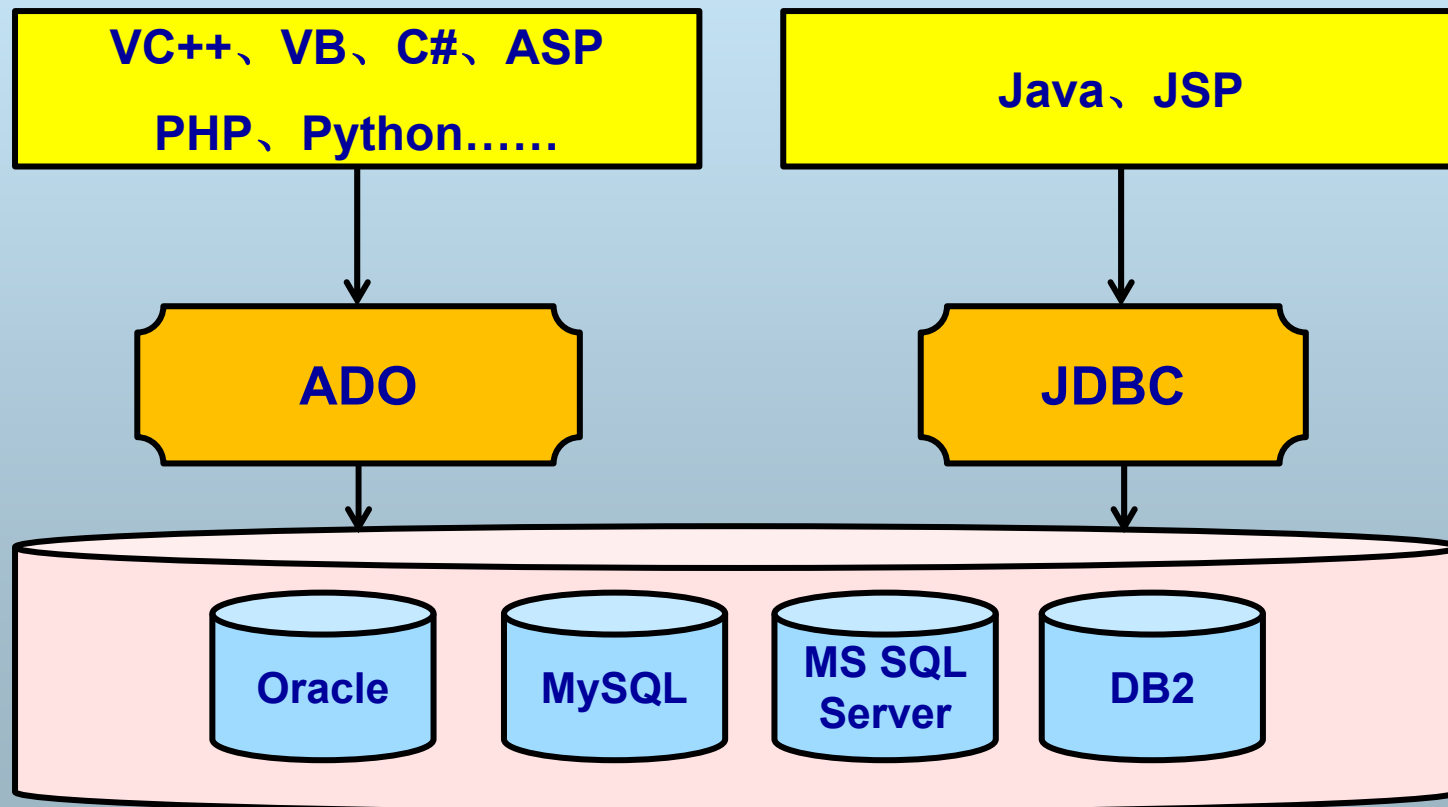 VC++、VB、C#、ASP
PHP、Python……
Java、JSP
ADO
JDBC
Oracle
MySQL
MS SQL
Server
DB2